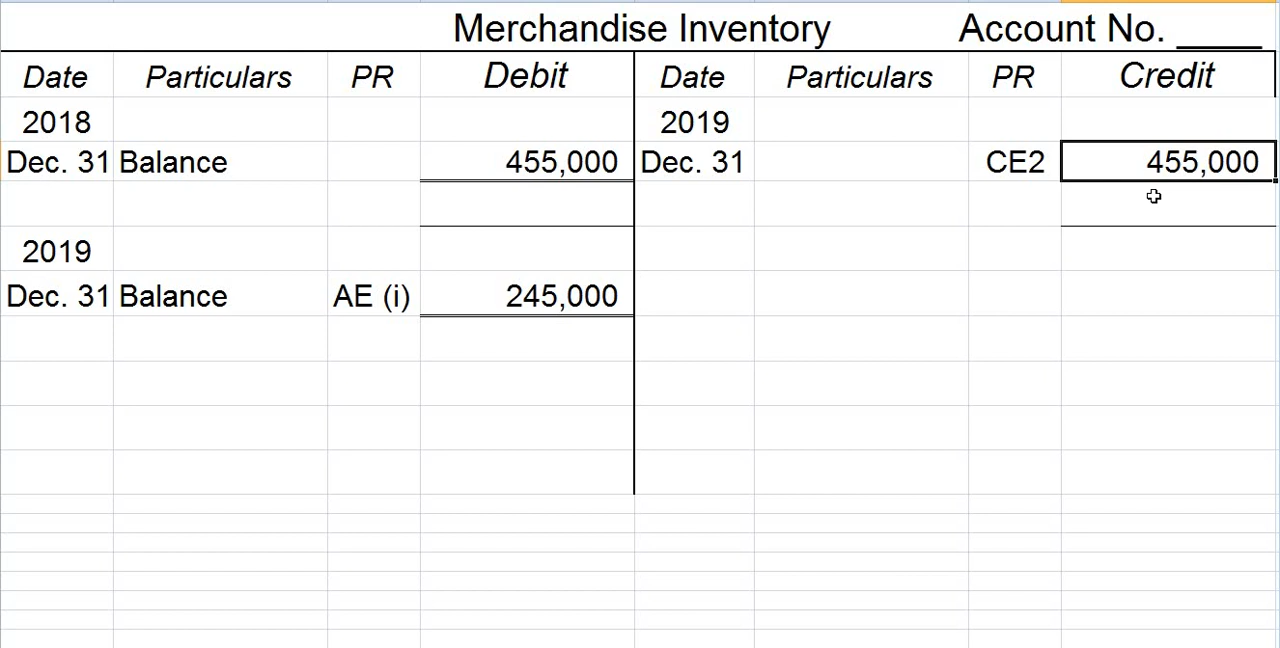 Merchandise Inventory Account No. ____
Date Particulars PR Debit Date Particulars PR Credit
2018 2019
Dec. 31 Balance 455,000 Dec. 31 CE2 455,000
2019
Dec. 31 Balance AE (i) 245,000